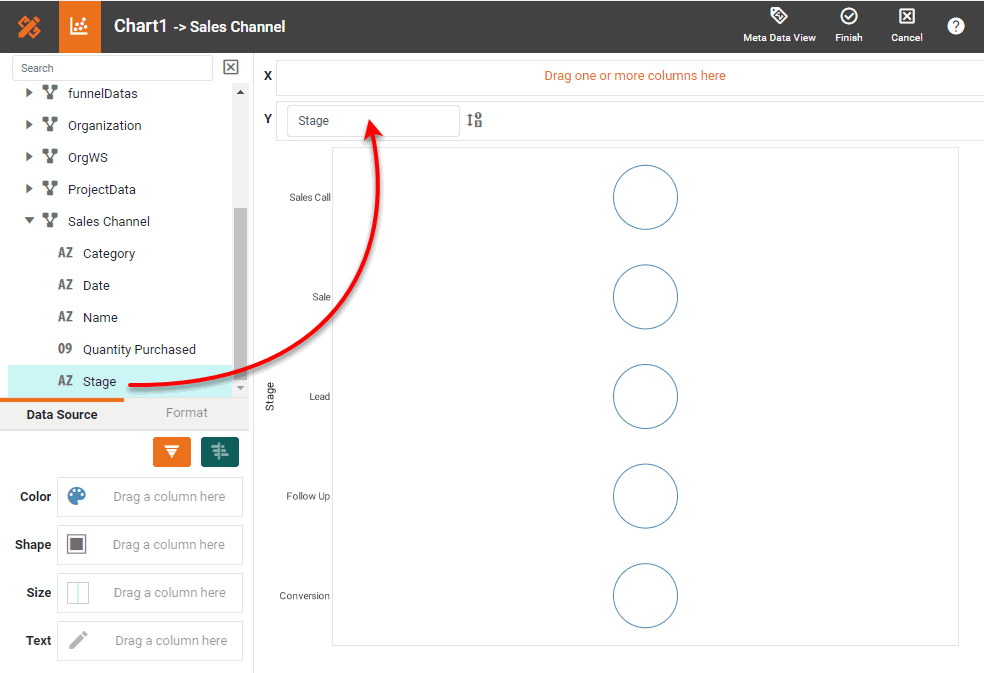 Chart1 -> Sales Channel
Meta Data View
Finish
Cancel
?
Search
funnelDatas
Organization
OrgWS
ProjectData
Sales Channel
AZ Category
AZ Date
AZ Name
09 Quantity Purchased
AZ Stage
Data Source
Format
Color Drag a column here
Shape Drag a column here
Size Drag a column here
Text Drag a column here
X Drag one or more columns here
Y Stage
Stage
Sales Call
Sale
Lead
Follow Up
Conversion